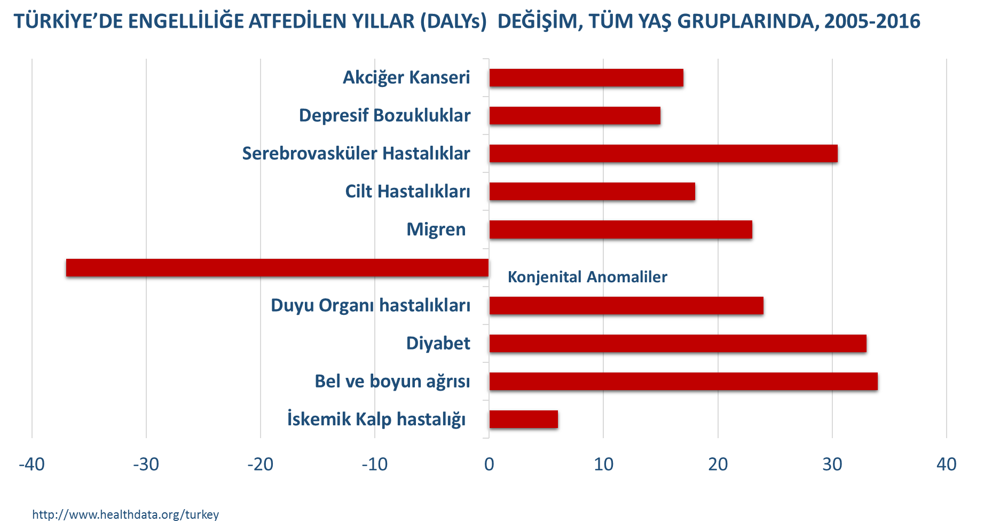 TÜRKİYE’DE ENGELLİLİĞE ATFEDİLEN YILLAR (DALYs)  DEĞİŞİM, TÜM YAŞ GRUPLARINDA, 2005-2016
Akciğer Kanseri
Depresif Bozukluklar
Serebrovasküler Hastalıklar
Cilt Hastalıkları
Migren
Konjenital Anomaliler
Duyu Organı hastalıkları
Diyabet
Bel ve boyun ağrısı
İskemik Kalp hastalığı
-40 -30 -20 -10 0 10 20 30 40
http://www.healthdata.org/turkey